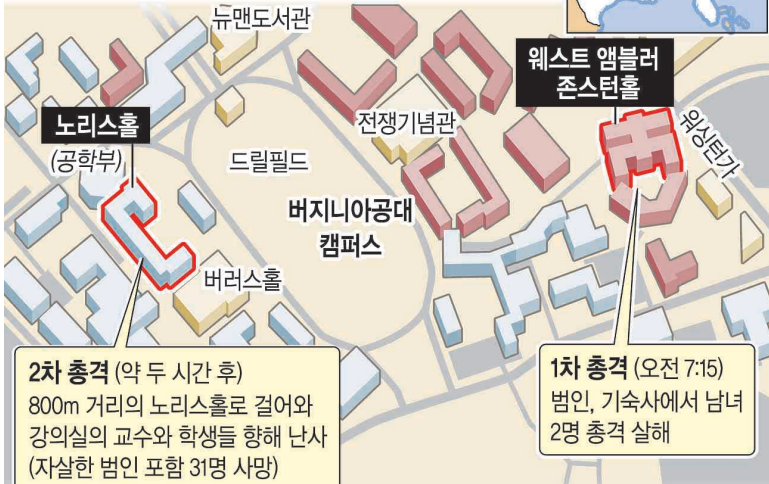 뉴맨도서관
웨스트 앰블러
존스턴홀
노리스홀
(공학부)
전쟁기념관
워싱턴가
드릴필드
버지니아공대
캠퍼스
버러스홀
2차 총격 (약 두 시간 후)
800m 거리의 노리스홀로 걸어와
강의실의 교수와 학생들 향해 난사
(자살한 범인 포함 31명 사망)
1차 총격 (오전 7:15)
범인, 기숙사에서 남녀
2명 총격 살해